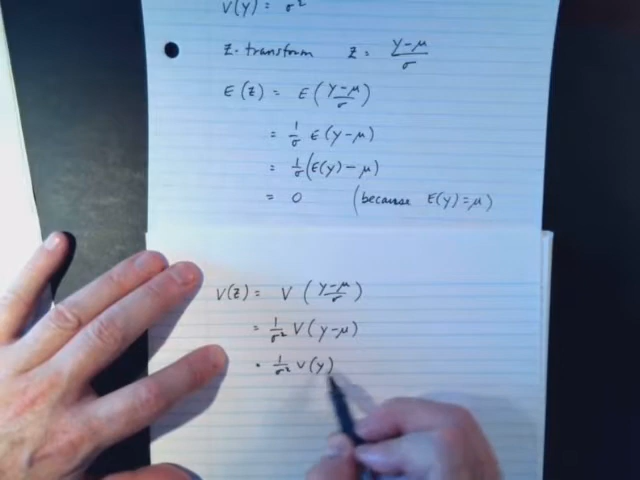 V(Y) = σ²
Z-transform Z = (Y-μ)/σ
E(Z) = E((Y-μ)/σ)
= 1/σ E(Y-μ)
= 1/σ (E(Y) - μ)
= 0 (because E(Y) = μ)
V(Z) = V((Y-μ)/σ)
= 1/σ² V(Y-μ)
= 1/σ² V(Y)